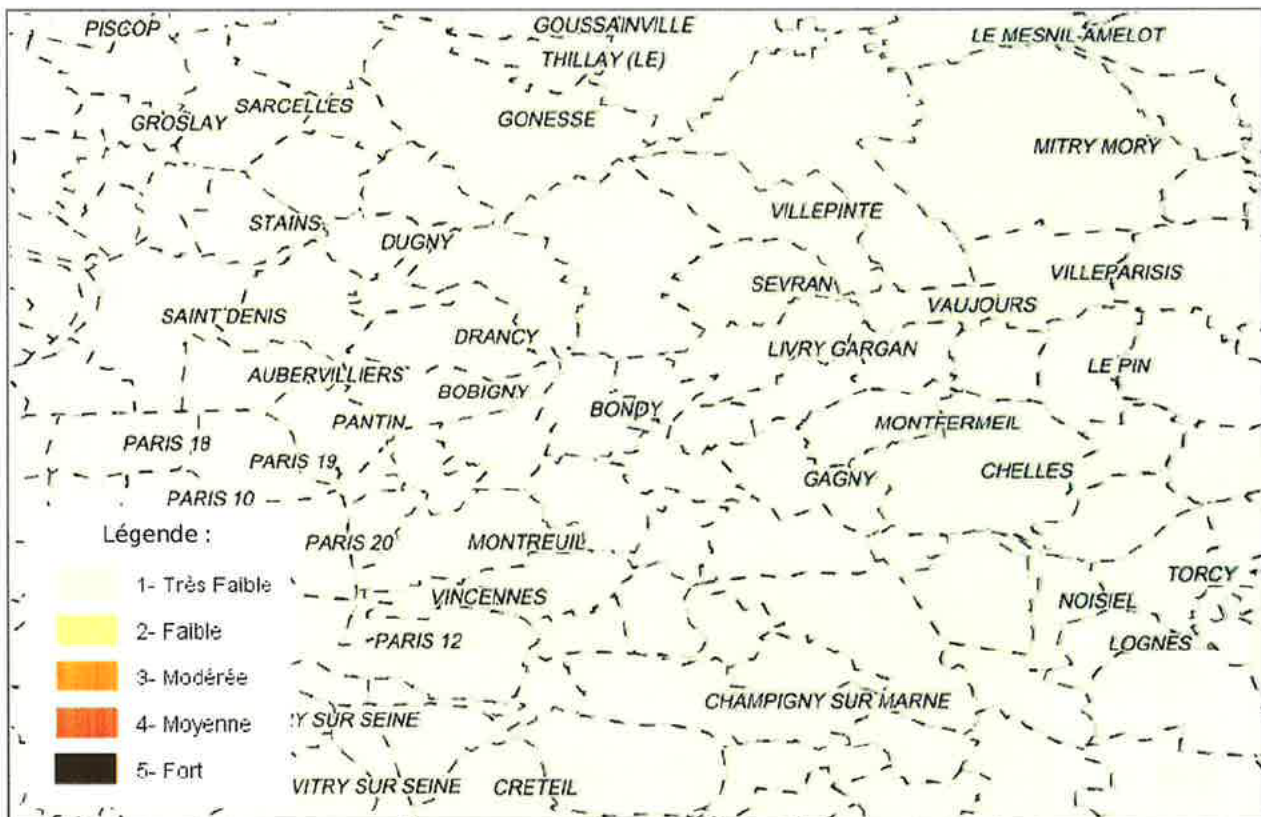 PISCOP
GOUSSAINVILLE
LE MESNIL-AMELOT
THILLAY (LE)
SARCELLES
GROSLAY
GONESSE
MITRY MORY
VILLEPINTE
STAINS
DUGNY
VILLEPARISIS
SEVRAN
VAUJOURS
SAINT DENIS
DRANCY
LIVRY GARGAN
LE PIN
AUBERVILLIERS
BOBIGNY
BONDY
PANTIN
MONTFERMEIL
PARIS 18
PARIS 19
CHELLES
GAGNY
PARIS 10
Légende :
PARIS 20
MONTREUIL
TORCY
1- Très Faible
VINCENNES
NOISIEL
2- Faible
PARIS 12
LOGNES
3- Modérée
CHAMPIGNY SUR MARNE
4- Moyenne
RY SUR SEINE
5- Fort
VITRY SUR SEINE
CRETEIL